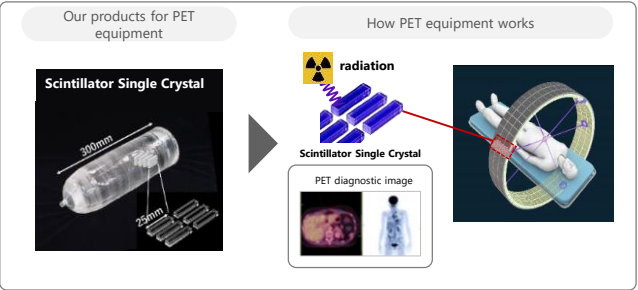 Our products for PET
equipment
How PET equipment works
Scintillator Single Crystal
300mm
25mm
radiation
Scintillator Single Crystal
PET diagnostic image